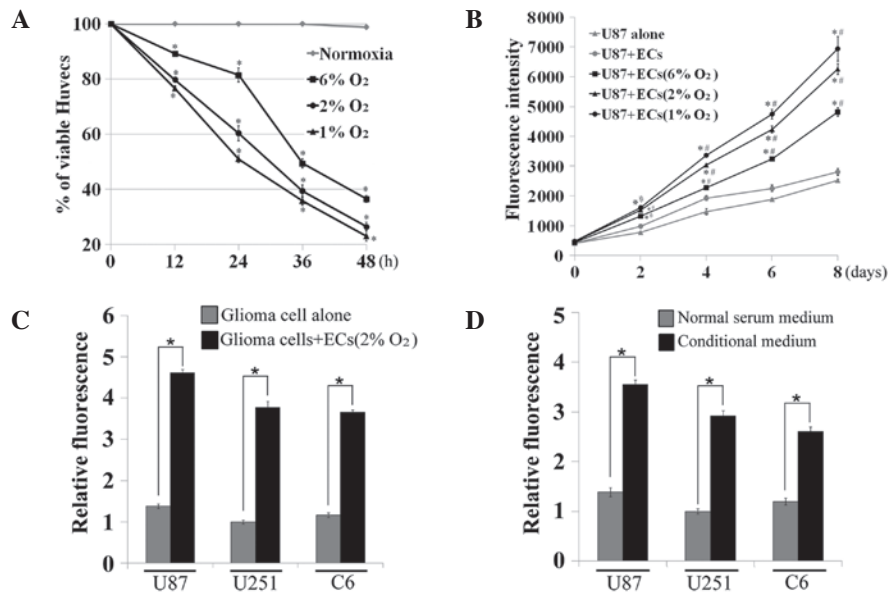 A
% of viable Huvecs
100
80
60
40
20
Normoxia
6% O₂
2% O₂
1% O₂
0 12 24 36 48 (h)
B
Fluorescence intensity
8000
7000
6000
5000
4000
3000
2000
1000
0
U87 alone
U87+ECs
U87+ECs(6% O₂)
U87+ECs(2% O₂)
U87+ECs(1% O₂)
0 2 4 6 8 (days)
C
Relative fluorescence
6
5
4
3
2
1
0
Glioma cell alone
Glioma cells+ECs(2% O₂)
* * *
U87 U251 C6
D
Relative fluorescence
5
4
3
2
1
0
Normal serum medium
Conditional medium
* * *
U87 U251 C6